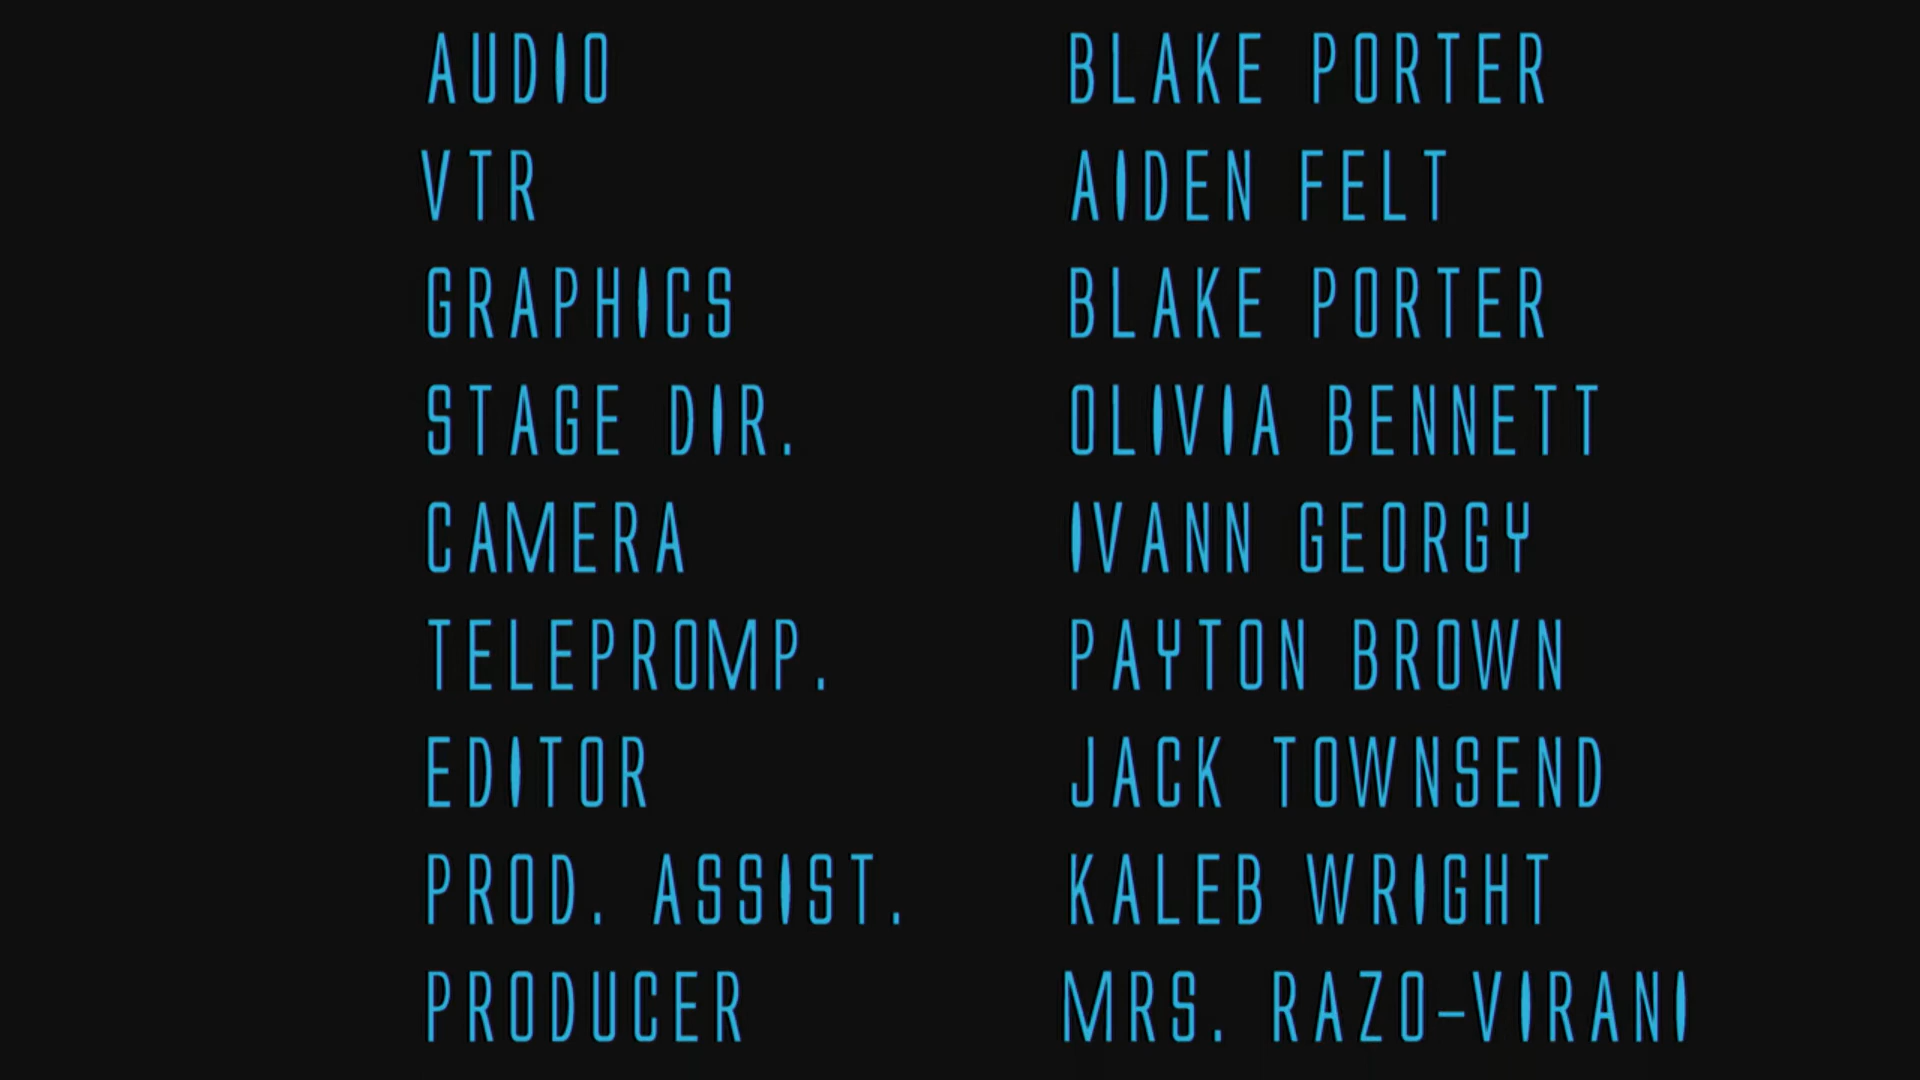 AUDIO BLAKE PORTER
VTR AIDEN FELT
GRAPHICS BLAKE PORTER
STAGE DIR. OLIVIA BENNETT
CAMERA IVANN GEORGY
TELEPROMP. PAYTON BROWN
EDITOR JACK TOWNSEND
PROD. ASSIST. KALEB WRIGHT
PRODUCER MRS. RAZO-VIRANI